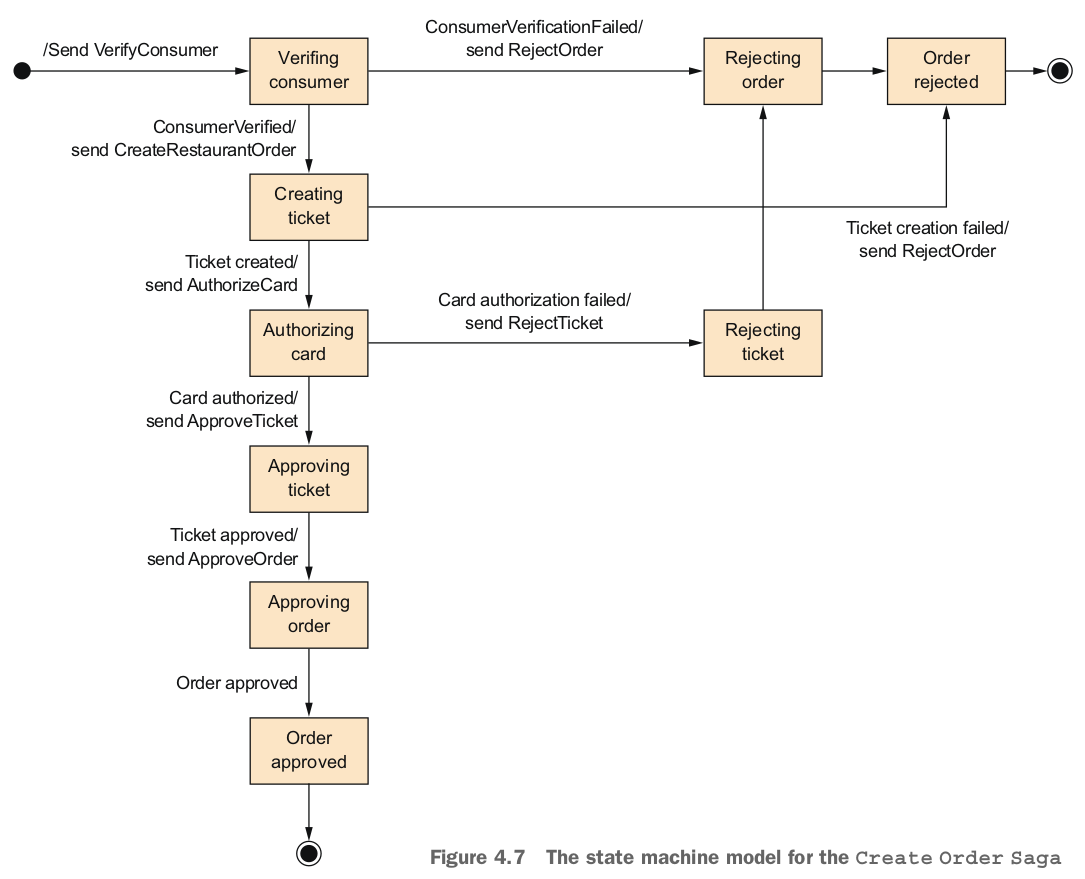 ConsumerVerificationFailed/
send RejectOrder
/Send VerifyConsumer
Verifing
consumer
Rejecting
order
Order
rejected
ConsumerVerified/
send CreateRestaurantOrder
Creating
ticket
Ticket creation failed/
send RejectOrder
Ticket created/
send AuthorizeCard
Card authorization failed/
send RejectTicket
Authorizing
card
Rejecting
ticket
Card authorized/
send ApproveTicket
Approving
ticket
Ticket approved/
send ApproveOrder
Approving
order
Order approved
Order
approved
Figure 4.7 The state machine model for the Create Order Saga